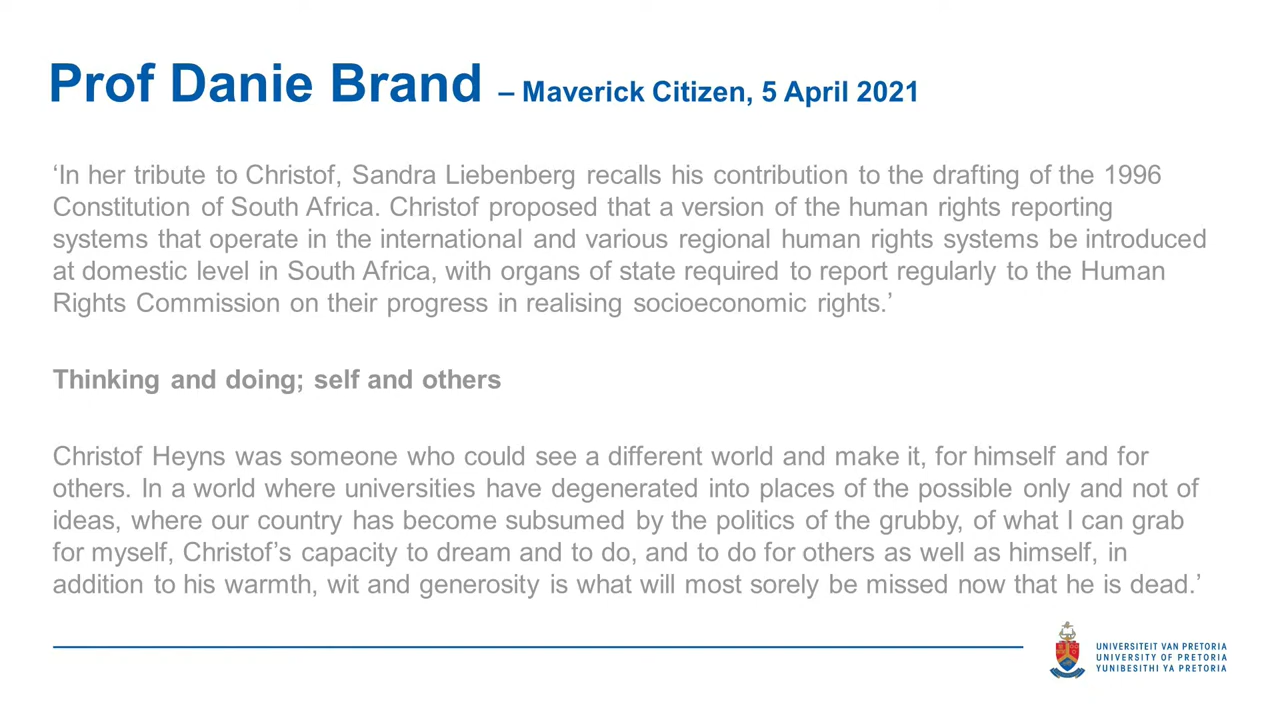 Prof Danie Brand – Maverick Citizen, 5 April 2021
‘In her tribute to Christof, Sandra Liebenberg recalls his contribution to the drafting of the 1996
Constitution of South Africa. Christof proposed that a version of the human rights reporting
systems that operate in the international and various regional human rights systems be introduced
at domestic level in South Africa, with organs of state required to report regularly to the Human
Rights Commission on their progress in realising socioeconomic rights.’
Thinking and doing; self and others
Christof Heyns was someone who could see a different world and make it, for himself and for
others. In a world where universities have degenerated into places of the possible only and not of
ideas, where our country has become subsumed by the politics of the grubby, of what I can grab
for myself, Christof’s capacity to dream and to do, and to do for others as well as himself, in
addition to his warmth, wit and generosity is what will most sorely be missed now that he is dead.’
UNIVERSITEIT VAN PRETORIA
UNIVERSITY OF PRETORIA
YUNIBESITHI YA PRETORIA